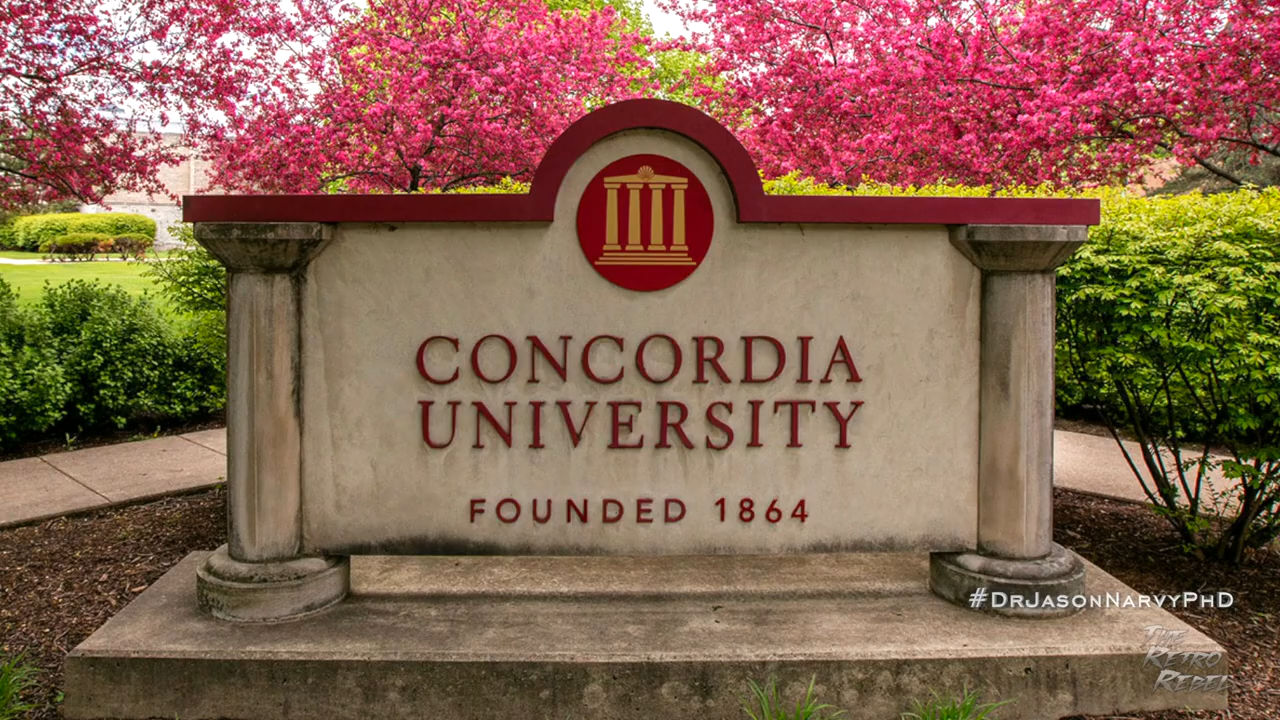 CONCORDIA
UNIVERSITY
FOUNDED 1864
#DRJASONNARVYPHD
THE
RETRO
REBEL